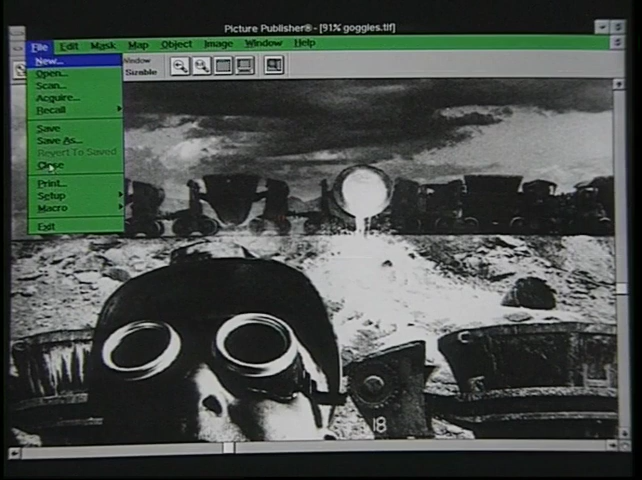 Picture Publisher® - [91% goggles.tif]
File Edit Mask Map Object Image Window Help
New...
Open...
Scan...
Acquire...
Recall
Save
Save As...
Revert To Saved
Close
Print...
Setup
Macro
Exit
Window
Sizable
18